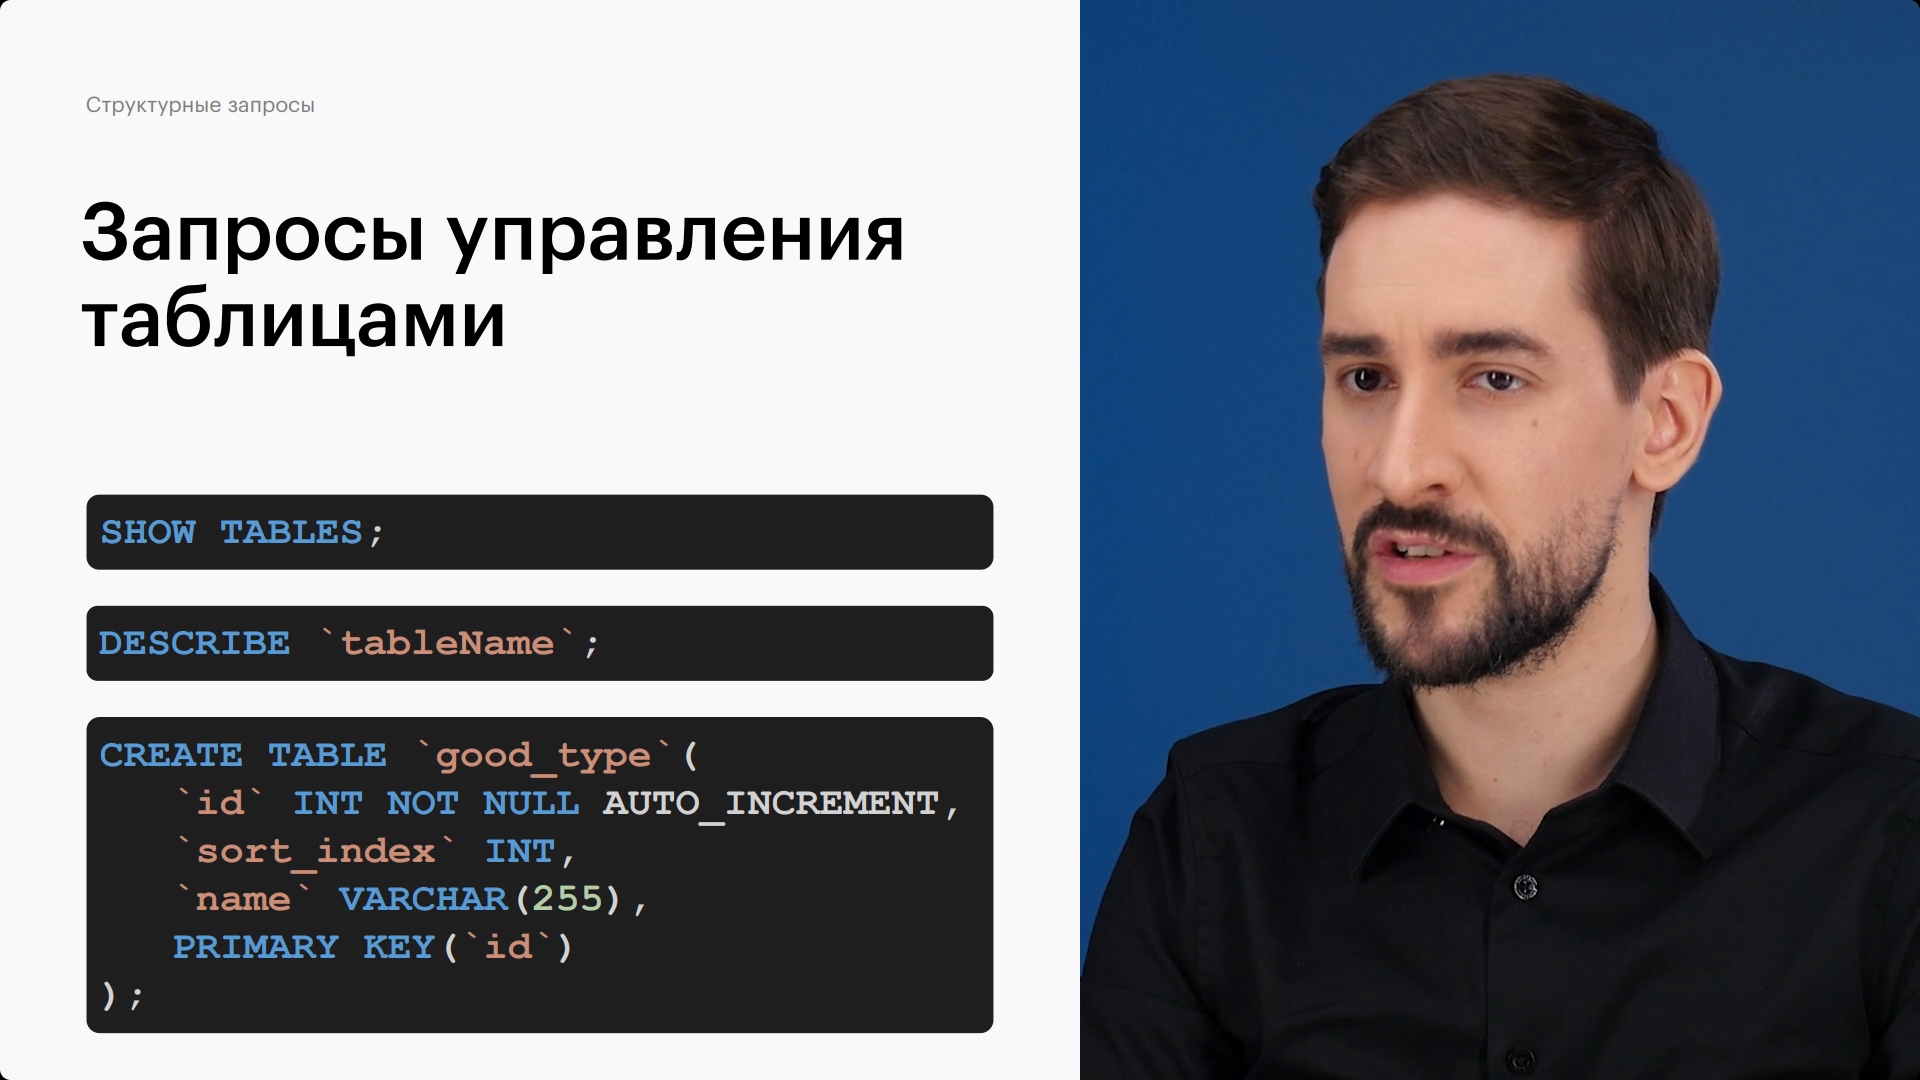 Структурные запросы
Запросы управления
таблицами
SHOW TABLES;
DESCRIBE `tableName`;
CREATE TABLE `good_type`(
`id` INT NOT NULL AUTO_INCREMENT,
`sort_index` INT,
`name` VARCHAR(255),
PRIMARY KEY(`id`)
);